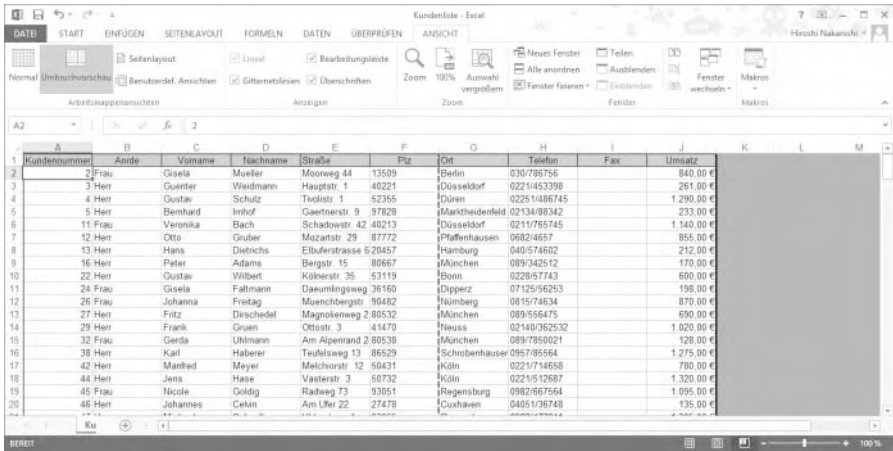 Kundenliste - Excel
DATEI START EINFÜGEN SEITENLAYOUT FORMELN DATEN ÜBERPRÜFEN ANSICHT Hiroshi Nakanishi
Normal Umbruchvorschau Seitenlayout Benutzerdef. Ansichten
Lineal Bearbeitungsleiste
Gitternetzlinien Überschriften
Zoom 100% Auswahl vergrößern
Neues Fenster Alle anordnen Fenster fixieren
Teilen Ausblenden Einblenden
Fenster wechseln Makros
Arbeitsmappenansichten Anzeigen Zoom Fenster Makros
A2 fx 2
A B C D E F G H I J K L M
1 Kundennummer Anrde Vorname Nachname Straße Plz Ort Telefon Fax Umsatz
2 2 Frau Gisela Mueller Moorweg 44 13509 Berlin 030/786756 840,00 €
3 3 Herr Guenter Weidmann Hauptstr. 1 40221 Düsseldorf 0221/453398 261,00 €
4 4 Herr Gustav Schulz Tivolistr. 1 52355 Düren 02251/486745 1.290,00 €
5 5 Herr Bernhard Imhof Gaertnerstr. 9 97828 Marktheidenfeld 02134/88342 233,00 €
6 11 Frau Veronika Bach Schadowstr. 42 40213 Düsseldorf 0211/765745 1.140,00 €
7 12 Herr Otto Gruber Mozartstr. 29 87772 Pfaffenhausen 0682/4657 855,00 €
8 13 Herr Hans Dietrichs Elbuferstrasse 6 20457 Hamburg 040/574602 212,00 €
9 16 Herr Peter Adams Bergstr. 15 80667 München 089/342512 170,00 €
10 22 Herr Gustav Wilbert Kölnerstr. 35 53119 Bonn 0228/57743 600,00 €
11 24 Frau Gisela Faltmann Daeumlingsweg 36160 Dipperz 07125/56253 198,00 €
12 26 Frau Johanna Freitag Muenchbergstr. 90482 Nürnberg 0815/74634 870,00 €
13 27 Herr Fritz Dirschedel Magnolienweg 2 80532 München 089/556475 690,00 €
14 29 Herr Frank Gruen Ottostr. 3 41470 Neuss 02140/362532 1.020,00 €
15 32 Frau Gerda Uhlmann Am Alpenrand 2 80538 München 089/7850021 128,00 €
16 38 Herr Karl Haberer Teufelsweg 13 86529 Schrobenhauser 0957/85564 1.275,00 €
17 42 Herr Manfred Meyer Melchiorstr. 12 50431 Köln 0221/714658 780,00 €
18 44 Herr Jens Hase Vasterstr. 3 50732 Köln 0221/512687 1.320,00 €
19 45 Frau Nicole Goldig Radweg 73 93051 Regensburg 0982/667564 1.095,00 €
20 46 Herr Johannes Celvin Am Ufer 22 27478 Cuxhaven 04051/36748 135,00 €
Ku
BEREIT 100 %